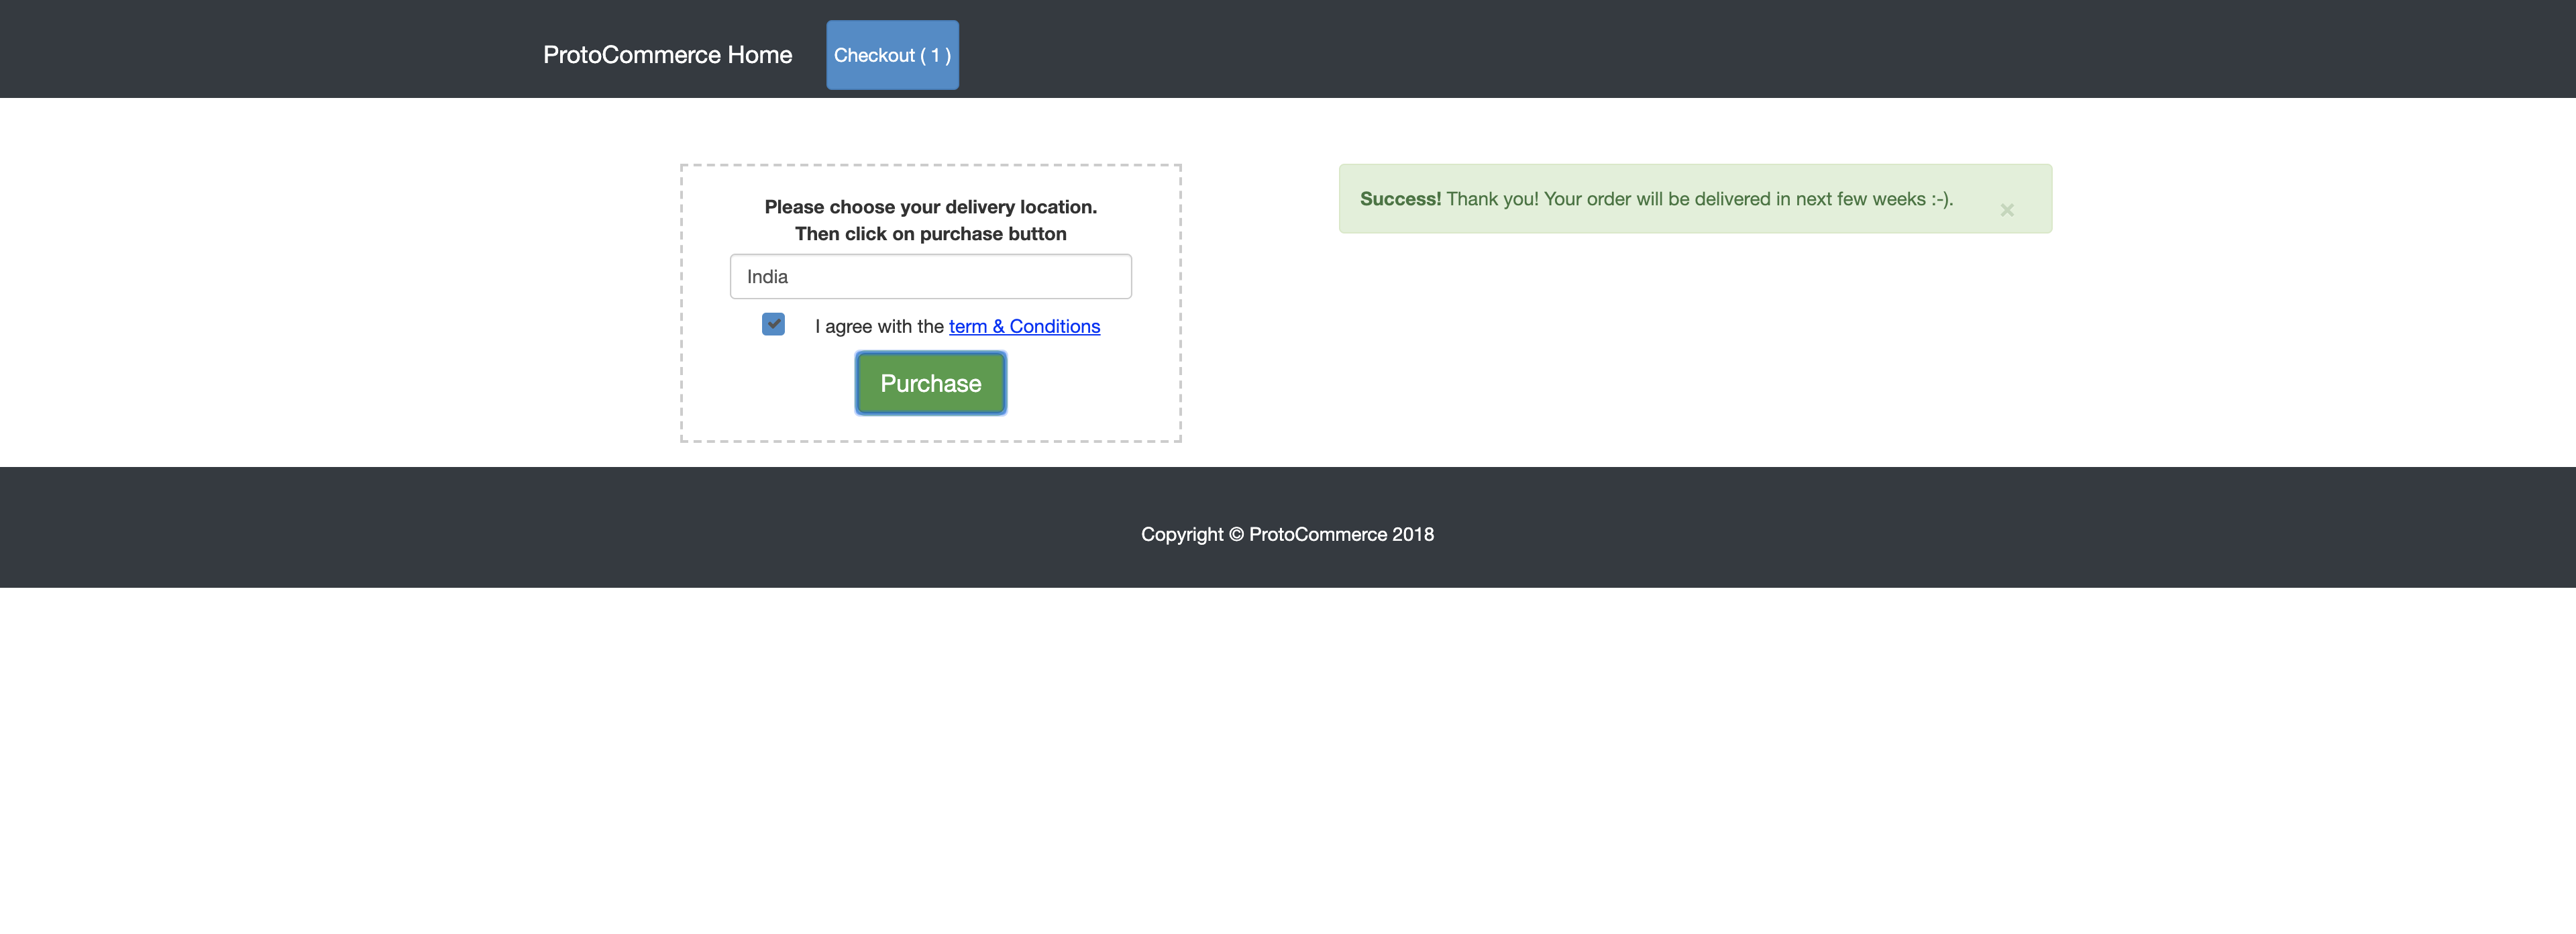 ProtoCommerce Home
Checkout ( 1 )
Please choose your delivery location.
Then click on purchase button
India
I agree with the term & Conditions
Purchase
Success! Thank you! Your order will be delivered in next few weeks :-).
×
Copyright © ProtoCommerce 2018